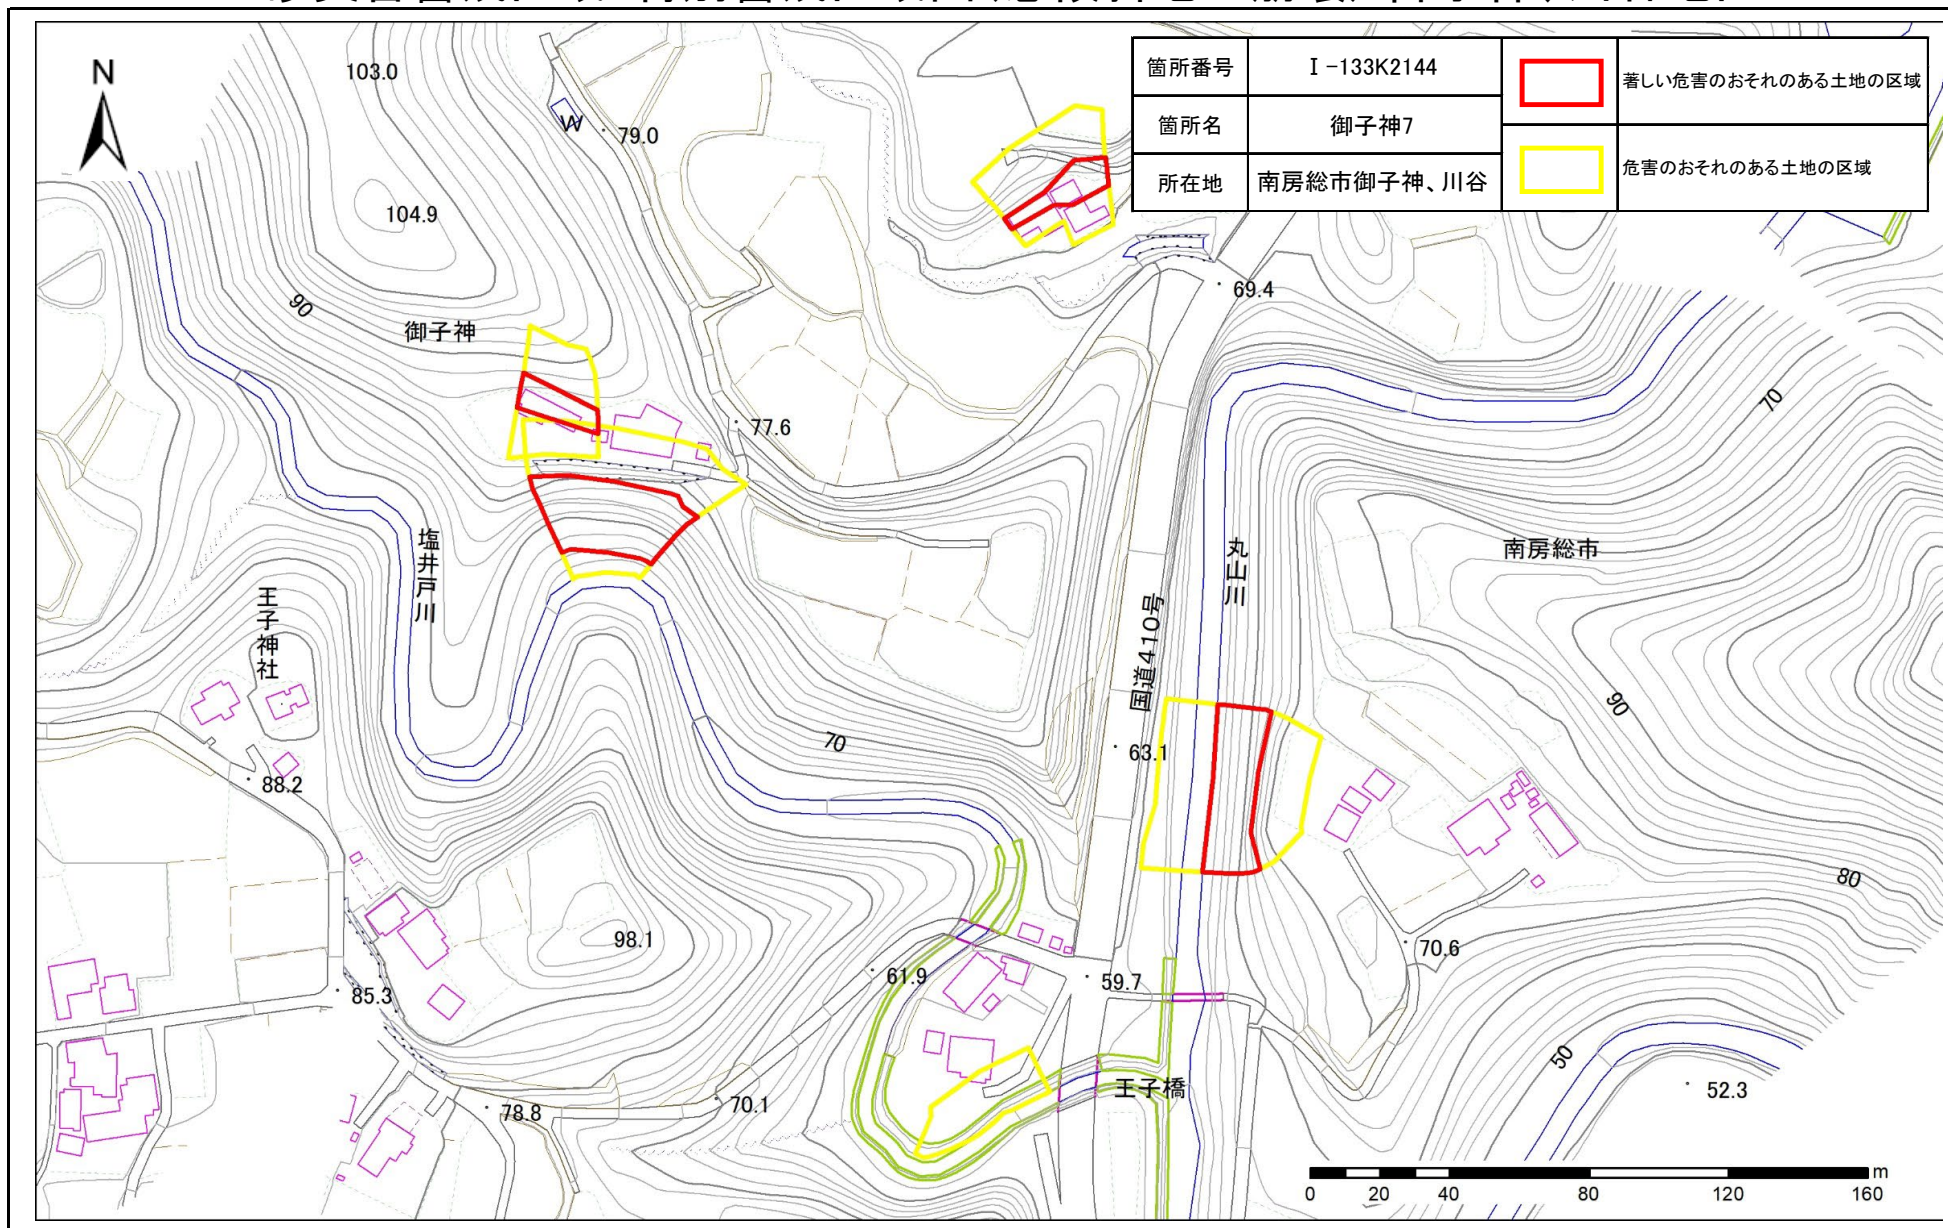 N
箇所番号 Ⅰ-133K2144
箇所名 御子神7
所在地 南房総市御子神、川谷
著しい危害のおそれのある土地の区域
危害のおそれのある土地の区域
103.0
W
79.0
104.9
90
御子神
69.4
70
77.6
塩井戸川
丸山川
南房総市
王子神社
国道410号
90
70
63.1
88.2
80
98.1
70.6
61.9
59.7
85.3
50
王子橋
52.3
78.8
70.1
m
0 20 40 80 120 160